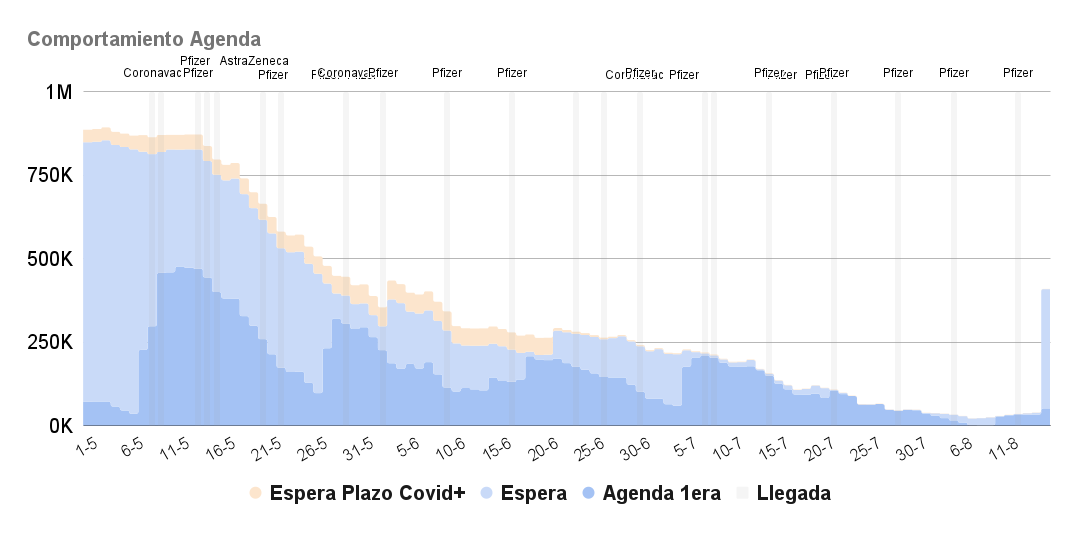 Comportamiento Agenda
Pfizer AstraZeneca
Coronavac Pfizer Pfizer Pfizer Pfizer Pfizer Pfizer Pfizer Pfizer Pfizer Pfizer Pfizer Pfizer
1M
750K
500K
250K
0K
1-5 6-5 11-5 16-5 21-5 26-5 31-5 5-6 10-6 15-6 20-6 25-6 30-6 5-7 10-7 15-7 20-7 25-7 30-7 6-8 11-8
Espera Plazo Covid+ Espera Agenda 1era Llegada